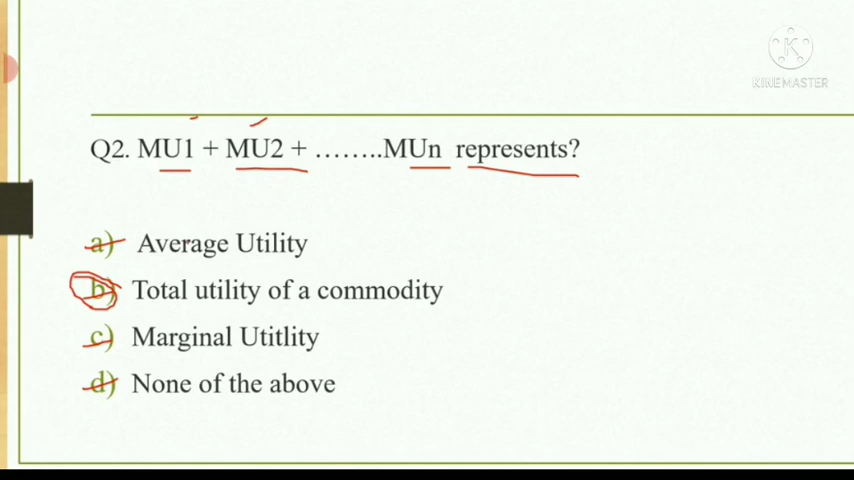 KINEMASTER
Q2. MU1 + MU2 + ........MUn represents?
a) Average Utility
b) Total utility of a commodity
c) Marginal Utitlity
d) None of the above